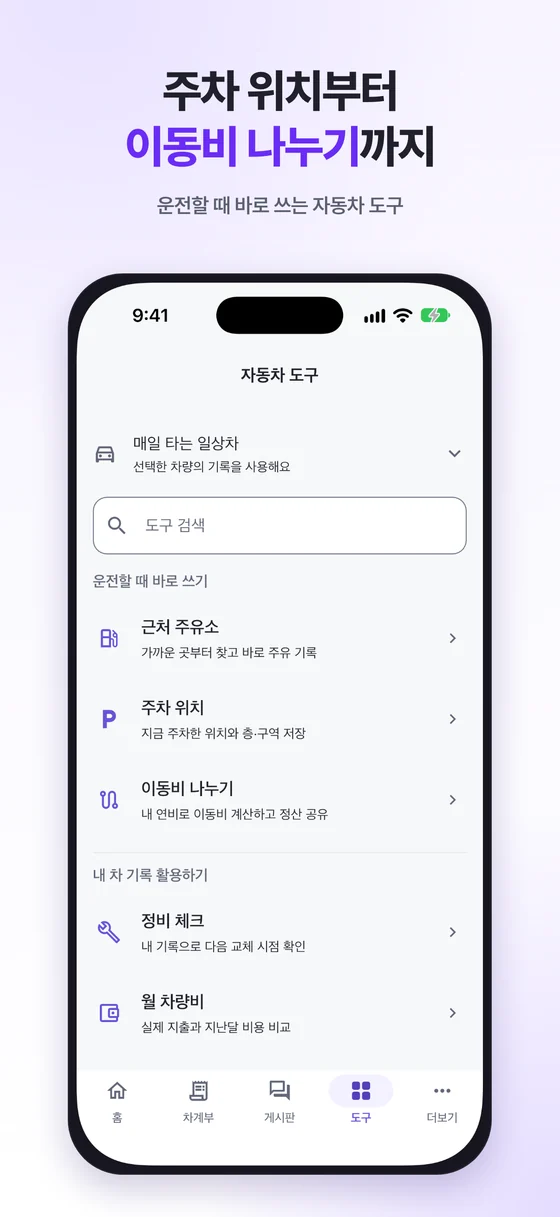 주차 위치부터
이동비 나누기까지
운전할 때 바로 쓰는 자동차 도구
9:41
자동차 도구
매일 타는 일상차
선택한 차량의 기록을 사용해요
도구 검색
운전할 때 바로 쓰기
근처 주유소
가까운 곳부터 찾고 바로 주유 기록
P
주차 위치
지금 주차한 위치와 층·구역 저장
이동비 나누기
내 연비로 이동비 계산하고 정산 공유
내 차 기록 활용하기
정비 체크
내 기록으로 다음 교체 시점 확인
월 차량비
실제 지출과 지난달 비용 비교
홈
차계부
게시판
도구
더보기